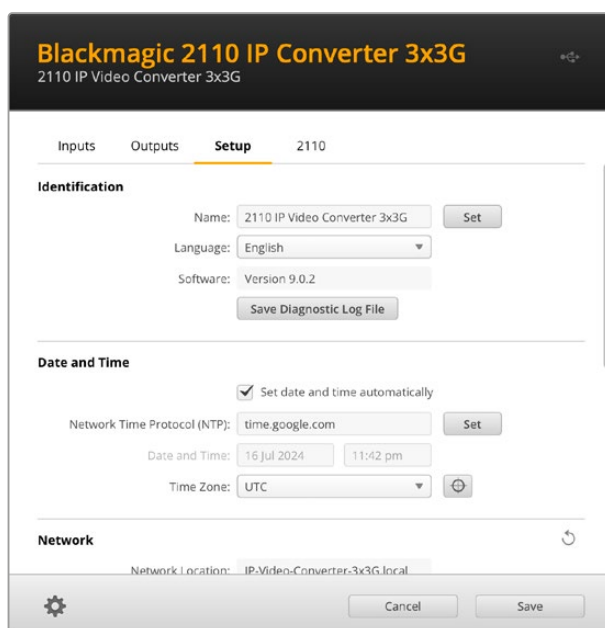 Blackmagic 2110 IP Converter 3x3G
2110 IP Video Converter 3x3G
Inputs Outputs Setup 2110
Identification
Name: 2110 IP Video Converter 3x3G Set
Language: English
Software: Version 9.0.2
Save Diagnostic Log File
Date and Time
Set date and time automatically
Network Time Protocol (NTP): time.google.com Set
Date and Time: 16 Jul 2024 11:42 pm
Time Zone: UTC
Network
Network Location: IP-Video-Converter-3x3G.local
Cancel Save